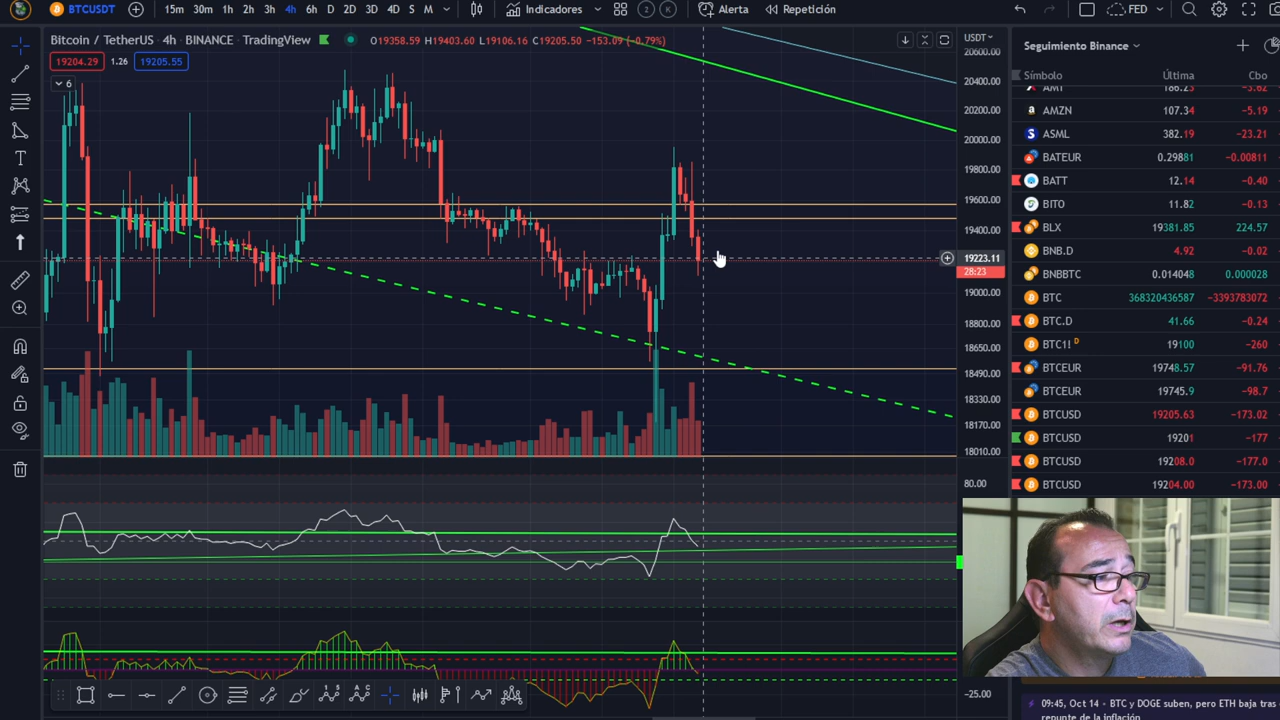 BTCUSDT 15m 30m 1h 2h 3h 4h 6h D 2D 3D 4D S M Indicadores 2 K Alerta Repetición FED
Bitcoin / TetherUS · 4h · BINANCE · TradingView O19358.59 H19403.60 L19106.16 C19205.50 −153.09 (−0.79%)
19204.29 1.26 19205.55
6
USDT
20600.00
20400.00
20200.00
20000.00
19800.00
19600.00
19400.00
19223.11
28:23
19000.00
18800.00
18650.00
18490.00
18330.00
18170.00
18010.00
80.00
−25.00
Seguimiento Binance
Símbolo Última Cbo
AMT 186.23 −3.62
AMZN 107.34 −5.19
ASML 382.19 −23.21
BATEUR 0.29881 −0.00811
BATT 12.14 −0.40
BITO 11.82 −0.13
BLX 19381.85 224.57
BNB.D 4.92 −0.02
BNBBTC 0.014048 0.000028
BTC 368320436587 −3393783072
BTC.D 41.66 −0.24
BTC1! D 19100 −260
BTCEUR 19748.57 −91.76
BTCEUR 19745.9 −98.7
BTCUSD 19205.63 −173.02
BTCUSD 19201 −177
BTCUSD 19208.0 −177.0
BTCUSD 19204.00 −173.00
09:45, Oct 14 • BTC y DOGE suben, pero ETH baja tras
repunte de la inflación